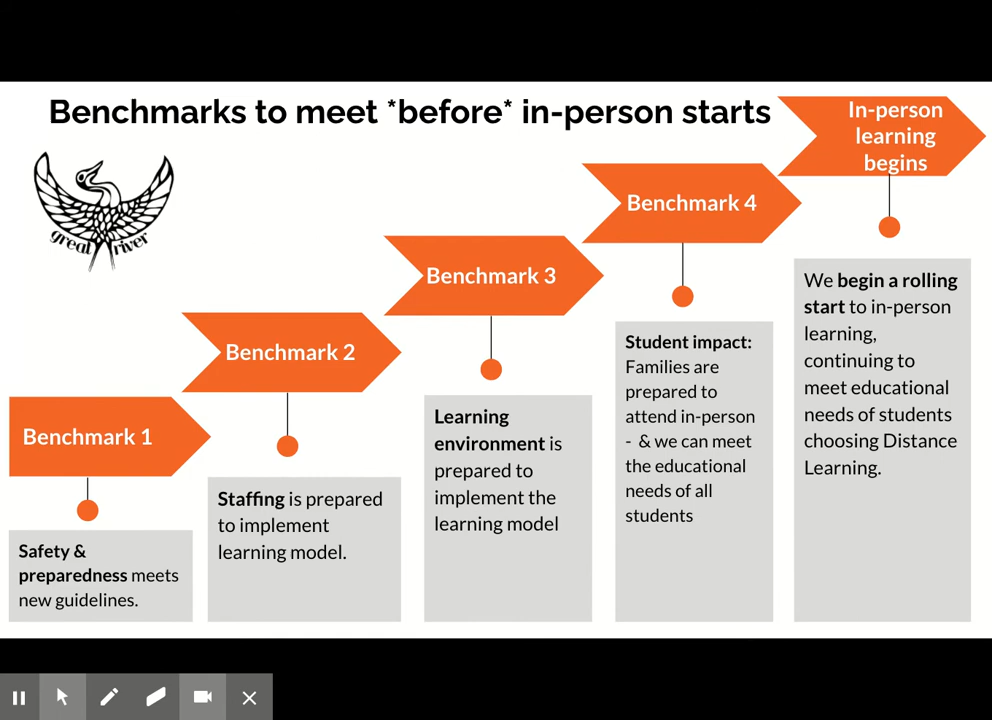 Benchmarks to meet *before* in-person starts
great river
In-person
learning
begins
Benchmark 4
Benchmark 3
Benchmark 2
Benchmark 1
Safety &
preparedness meets
new guidelines.
Staffing is prepared
to implement
learning model.
Learning
environment is
prepared to
implement the
learning model
Student impact:
Families are
prepared to
attend in-person
- & we can meet
the educational
needs of all
students
We begin a rolling
start to in-person
learning,
continuing to
meet educational
needs of students
choosing Distance
Learning.